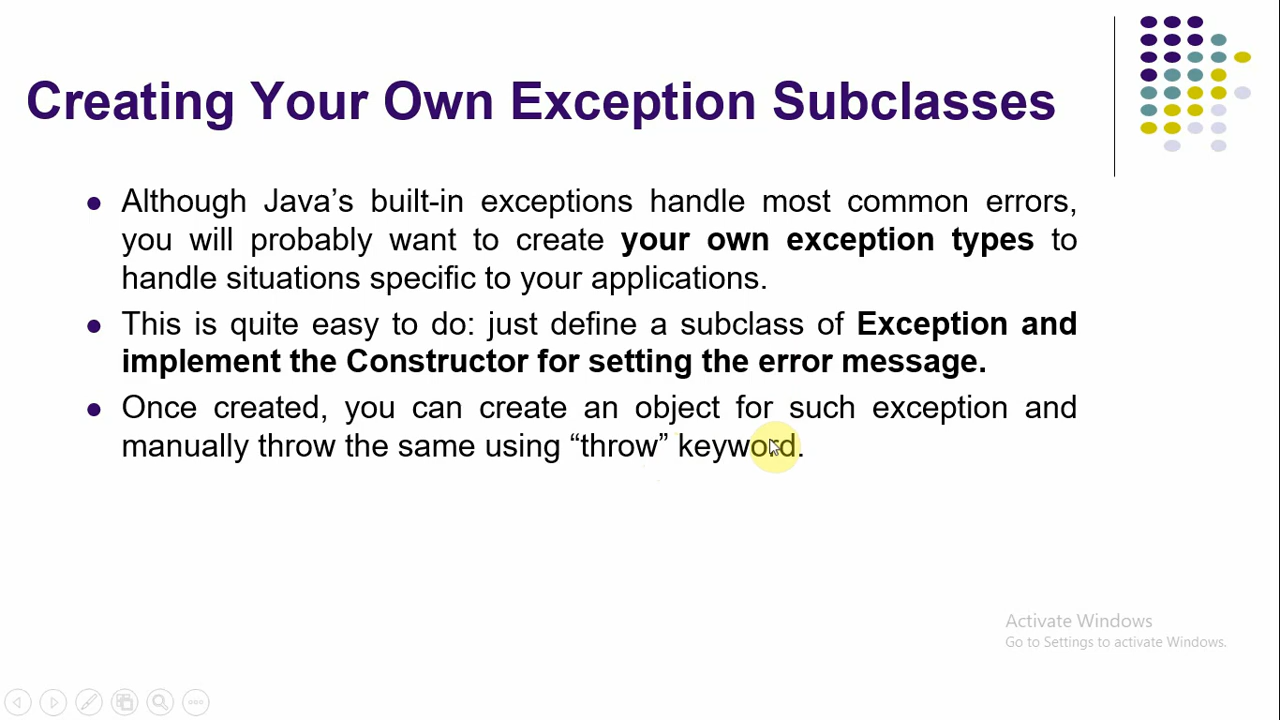 Creating Your Own Exception Subclasses
Although Java’s built-in exceptions handle most common errors,
you will probably want to create your own exception types to
handle situations specific to your applications.
This is quite easy to do: just define a subclass of Exception and
implement the Constructor for setting the error message.
Once created, you can create an object for such exception and
manually throw the same using “throw” keyword.
Activate Windows
Go to Settings to activate Windows.